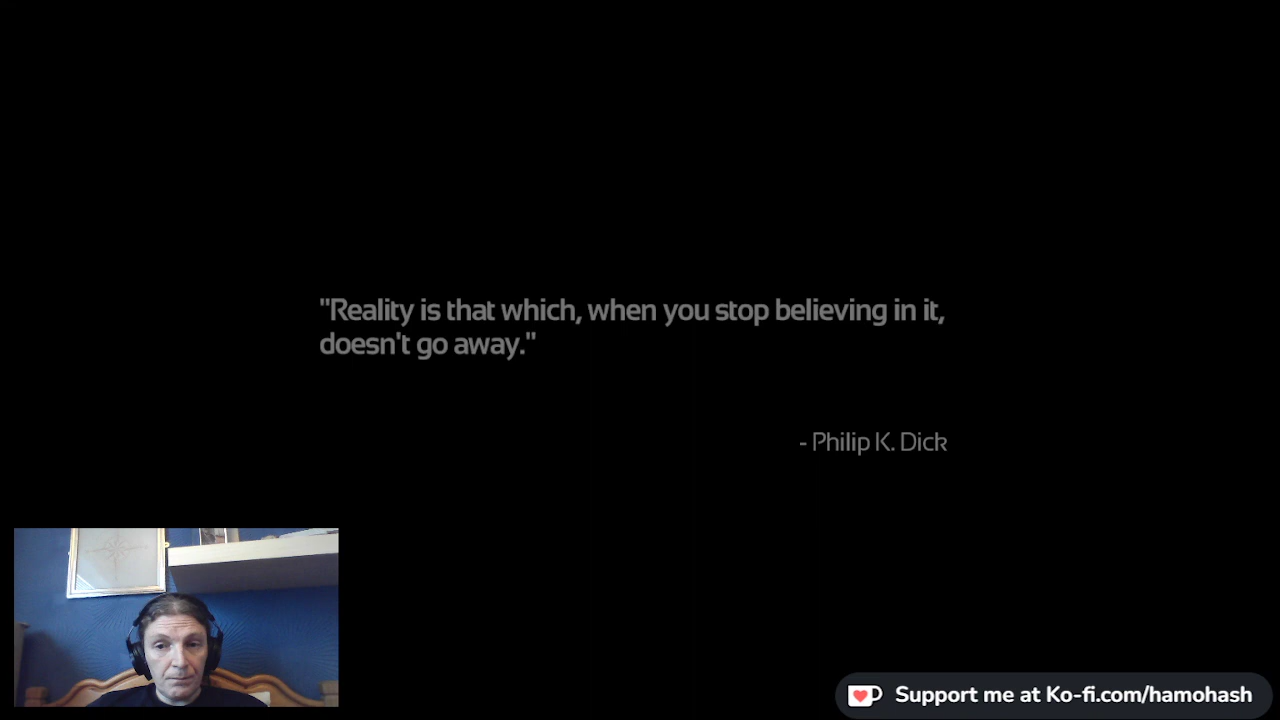 "Reality is that which, when you stop believing in it,
doesn't go away."
- Philip K. Dick
Support me at Ko-fi.com/hamohash